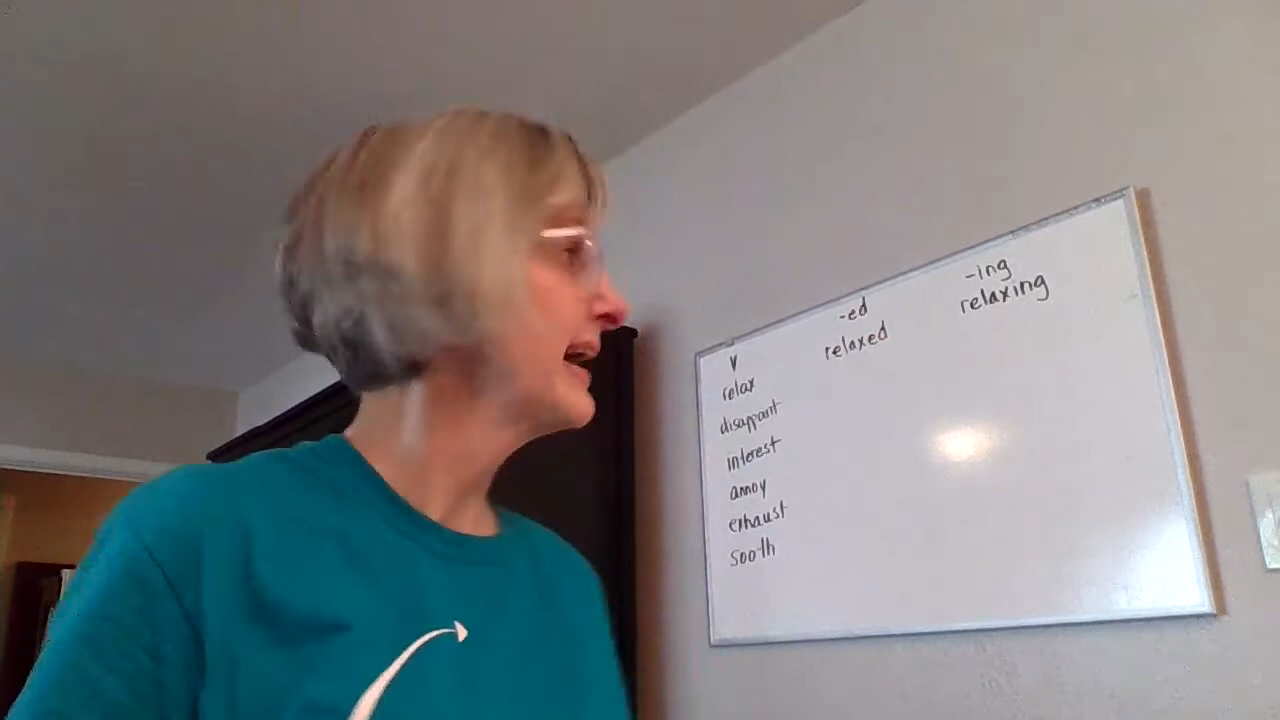 V -ed -ing
relax relaxed relaxing
disappoint
interest
annoy
exhaust
sooth